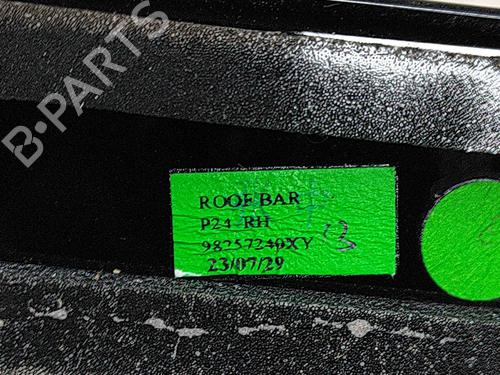 B-PARTS
ROOF BAR
P24 RH
98257240XY
23/07/29